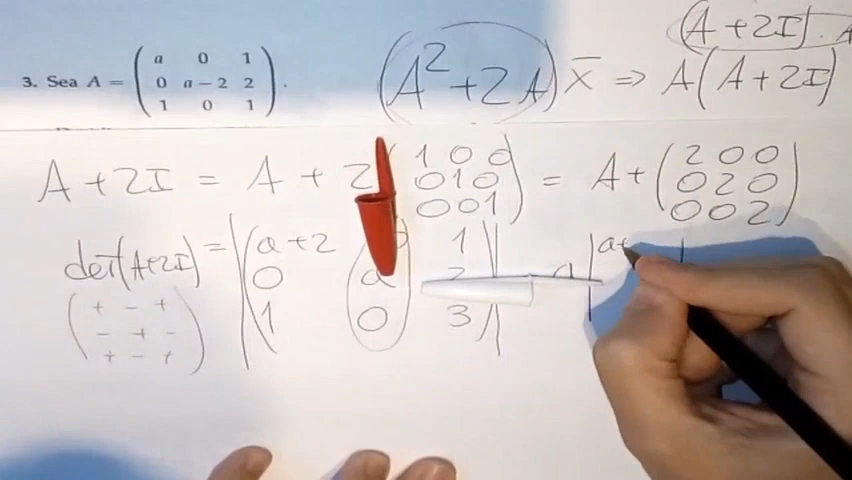 (A+2I).A
3. Sea A = ( a 0 1
0 a − 2 2
1 0 1 ).
(A²+2A) X̄ ⇒ A(A+2I)
A+2I = A + 2 ( 1 0 0
0 1 0
0 0 1 ) = A + ( 2 0 0
0 2 0
0 0 2 )
det(A+2I) = | a+2 1 |
0 a
1 0 3
a | a+
+ − +
− + −
+ − +